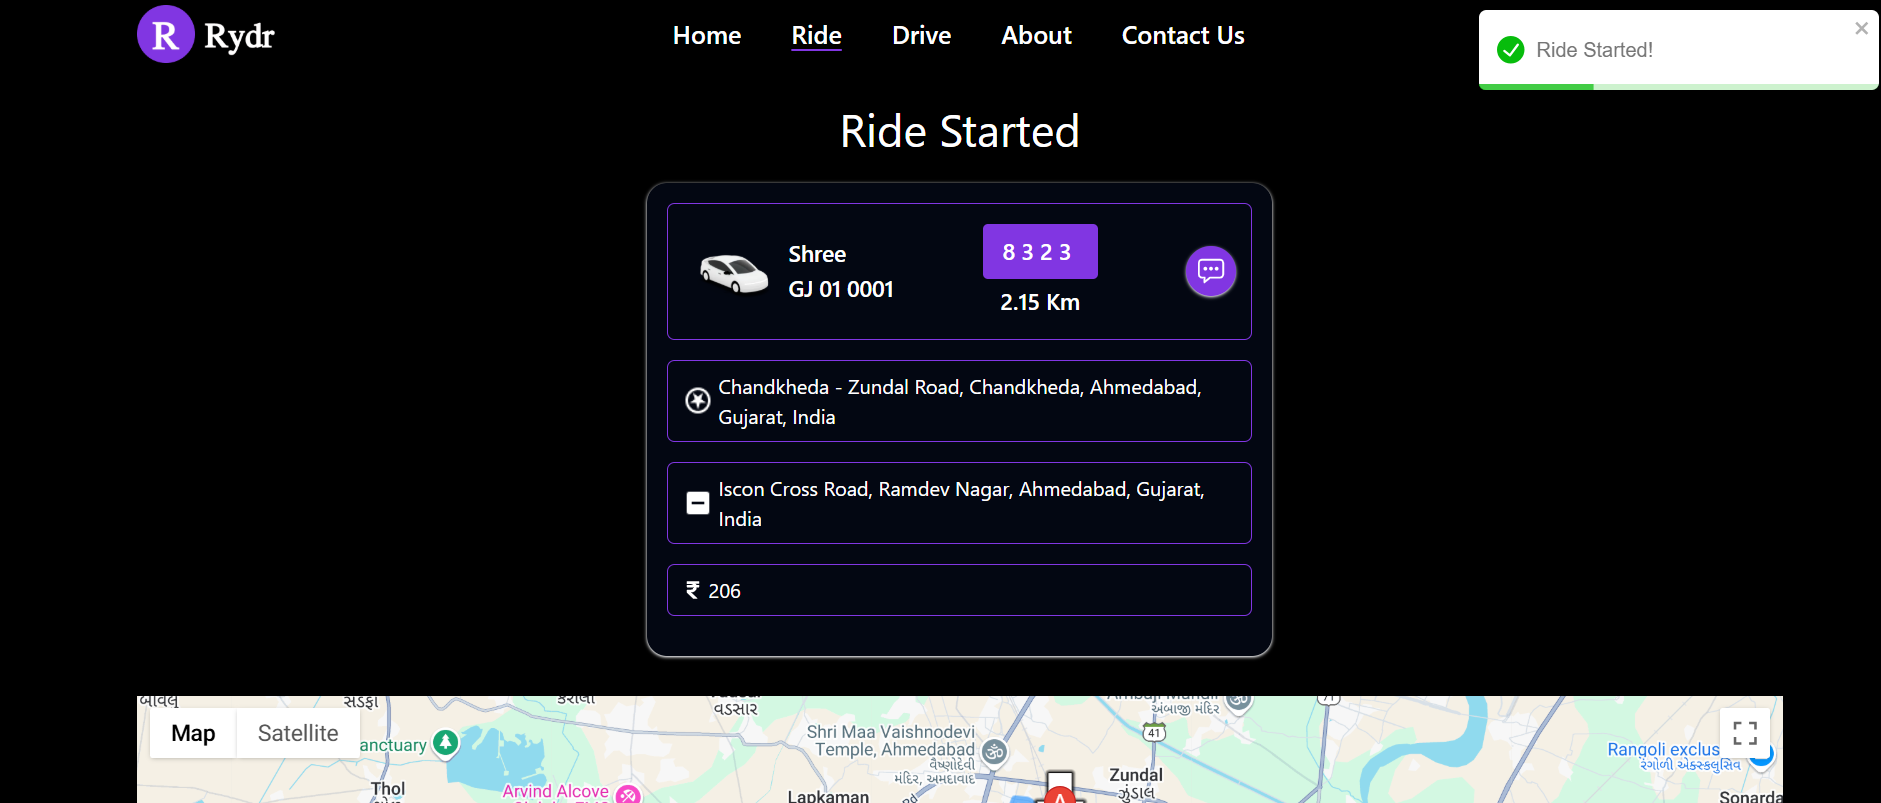 R Rydr
Home Ride Drive About Contact Us
Ride Started!
Ride Started
Shree
GJ 01 0001
8 3 2 3
2.15 Km
Chandkheda - Zundal Road, Chandkheda, Ahmedabad,
Gujarat, India
Iscon Cross Road, Ramdev Nagar, Ahmedabad, Gujarat,
India
₹ 206
Map Satellite
anctuary
વડસાર
Shri Maa Vaishnodevi
Temple, Ahmedabad
વૈષ્ણોદેવી
મંદિર, અમદાવાદ
અંબાજી મંદિર
71
41
Rangoli exclus
રંગોલી એક્સ્ક્લુસિવ
Thol
Arvind Alcove
Lapkaman
Rd
A
Zundal
ઝુંડાલ
Sonarda